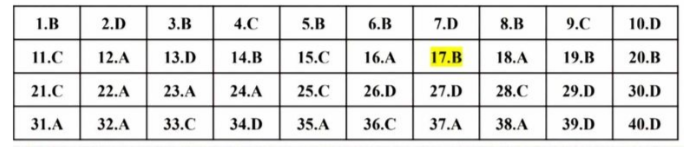 1.B 2.D 3.B 4.C 5.B 6.B 7.D 8.B 9.C 10.D
11.C 12.A 13.D 14.B 15.C 16.A 17.B 18.A 19.B 20.B
21.C 22.A 23.A 24.A 25.C 26.D 27.D 28.C 29.D 30.D
31.A 32.A 33.C 34.D 35.A 36.C 37.A 38.A 39.D 40.D